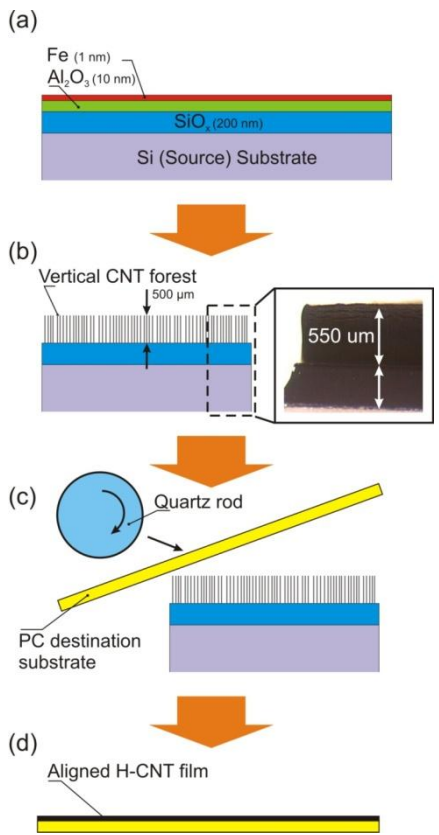 (a)
Fe (1 nm)
Al₂O₃ (10 nm)
SiOₓ (200 nm)
Si (Source) Substrate
(b)
Vertical CNT forest
500 µm
550 um
(c)
Quartz rod
PC destination
substrate
(d)
Aligned H-CNT film